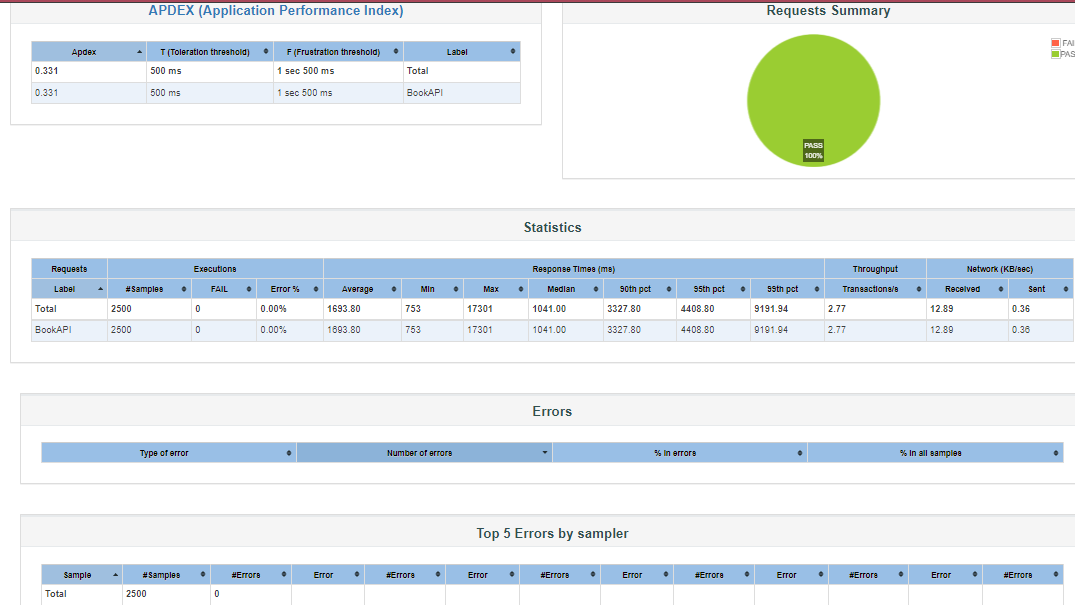 APDEX (Application Performance Index)
Requests Summary
Apdex T (Toleration threshold) F (Frustration threshold) Label
0.331 500 ms 1 sec 500 ms Total
0.331 500 ms 1 sec 500 ms BookAPI
FAI
PAS
PASS
100%
Statistics
Requests Executions Response Times (ms) Throughput Network (KB/sec)
Label #Samples FAIL Error % Average Min Max Median 90th pct 95th pct 99th pct Transactions/s Received Sent
Total 2500 0 0.00% 1693.80 753 17301 1041.00 3327.80 4408.80 9191.94 2.77 12.89 0.36
BookAPI 2500 0 0.00% 1693.80 753 17301 1041.00 3327.80 4408.80 9191.94 2.77 12.89 0.36
Errors
Type of error Number of errors % in errors % in all samples
Top 5 Errors by sampler
Sample #Samples #Errors Error #Errors Error #Errors Error #Errors Error #Errors Error #Errors
Total 2500 0